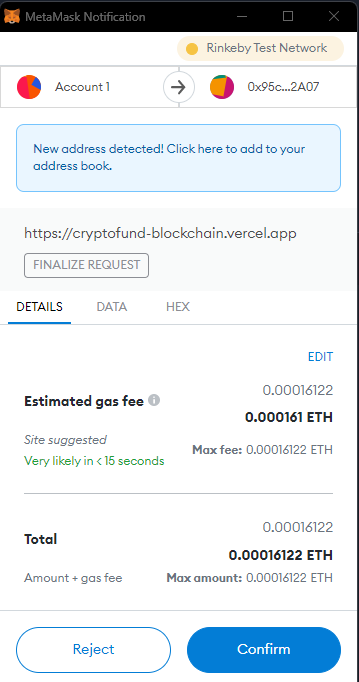 MetaMask Notification
Rinkeby Test Network
Account 1
0x95c...2A07
New address detected! Click here to add to your
address book.
https://cryptofund-blockchain.vercel.app
FINALIZE REQUEST
DETAILS DATA HEX
EDIT
0.00016122
Estimated gas fee 0.000161 ETH
Site suggested Max fee: 0.00016122 ETH
Very likely in < 15 seconds
0.00016122
Total 0.00016122 ETH
Amount + gas fee Max amount: 0.00016122 ETH
Reject Confirm